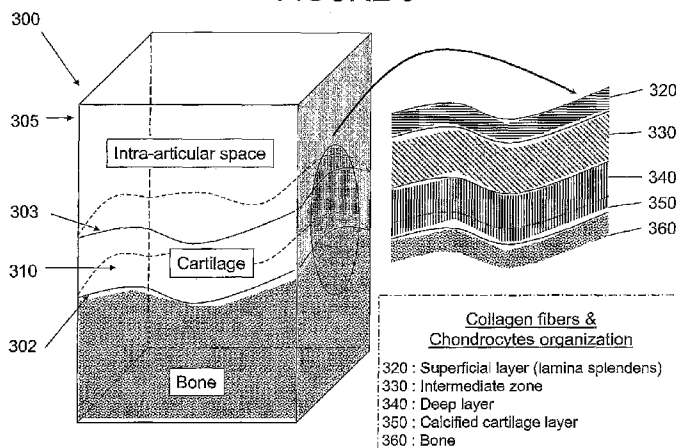 300
305
Intra-articular space
303
310
Cartilage
302
Bone
320
330
340
350
360
Collagen fibers &
Chondrocytes organization
320 : Superficial layer (lamina splendens)
330 : Intermediate zone
340 : Deep layer
350 : Calcified cartilage layer
360 : Bone